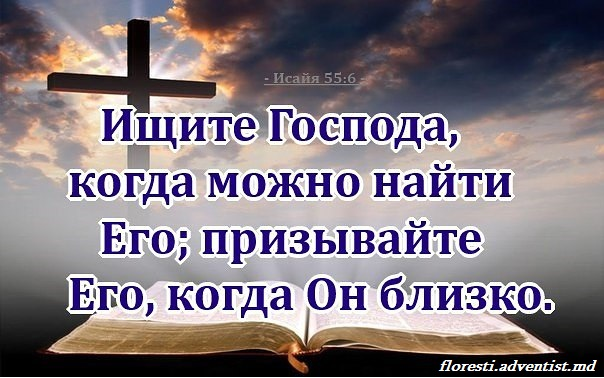 - Исайя 55:6 -
Ищите Господа,
когда можно найти
Его; призывайте
Его, когда Он близко.
floresti.adventist.md